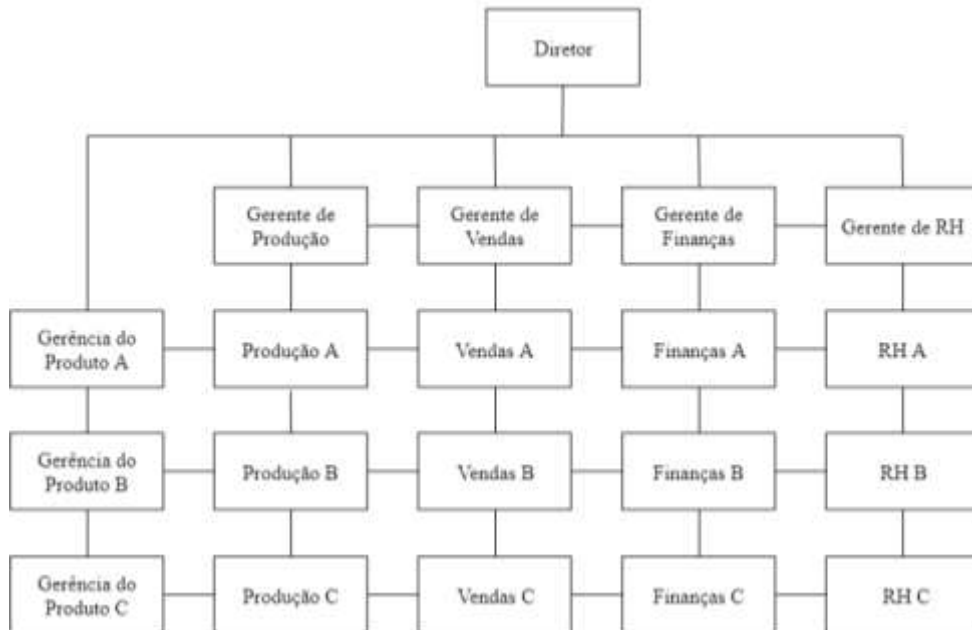 Diretor
Gerente de
Produção
Gerente de
Vendas
Gerente de
Finanças
Gerente de RH
Gerência do
Produto A
Produção A
Vendas A
Finanças A
RH A
Gerência do
Produto B
Produção B
Vendas B
Finanças B
RH B
Gerência do
Produto C
Produção C
Vendas C
Finanças C
RH C